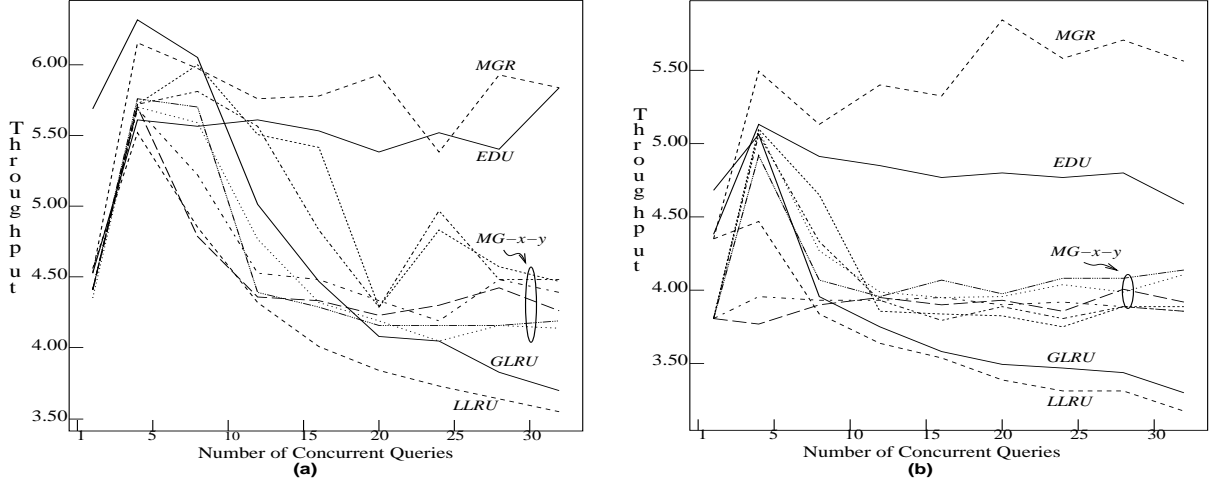 Throughput
6.00
5.50
5.00
4.50
4.00
3.50
MGR
EDU
MG-x-y
GLRU
LLRU
1 5 10 15 20 25 30
Number of Concurrent Queries
(a)
Throughput
5.50
5.00
4.50
4.00
3.50
MGR
EDU
MG-x-y
GLRU
LLRU
1 5 10 15 20 25 30
Number of Concurrent Queries
(b)